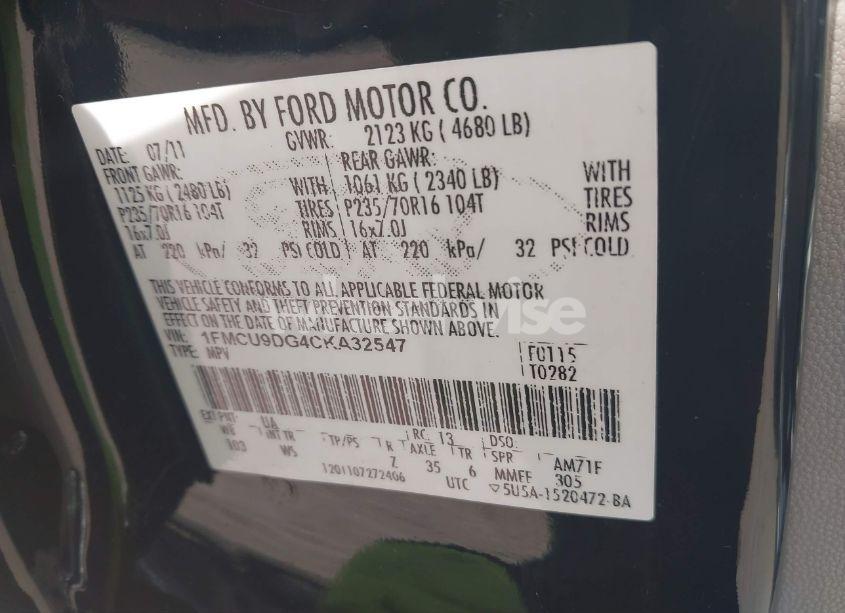 MFD. BY FORD MOTOR CO.
DATE: 07/11 GVWR: 2123 KG ( 4680 LB)
FRONT GAWR: REAR GAWR:
1125 KG ( 2480 LB) WITH 1061 KG ( 2340 LB) WITH
P235/70R16 104T TIRES P235/70R16 104T TIRES
16x7.0J RIMS 16x7.0J RIMS
AT 220 kPa/ 32 PSI COLD AT 220 kPa/ 32 PSI COLD
THIS VEHICLE CONFORMS TO ALL APPLICABLE FEDERAL MOTOR
VEHICLE SAFETY AND THEFT PREVENTION STANDARDS IN
EFFECT ON THE DATE OF MANUFACTURE SHOWN ABOVE.
VIN: 1FMCU9DG4CKA32547
TYPE: MPV
F0115
T0282
EXT PNT: UA RC: 13 DSO:
WB INT TR TP/PS R AXLE TR SPR AM71F
103 WS Z 35 6 MMFF 305
1201107272406 UTC ▽5U5A-1520472-BA